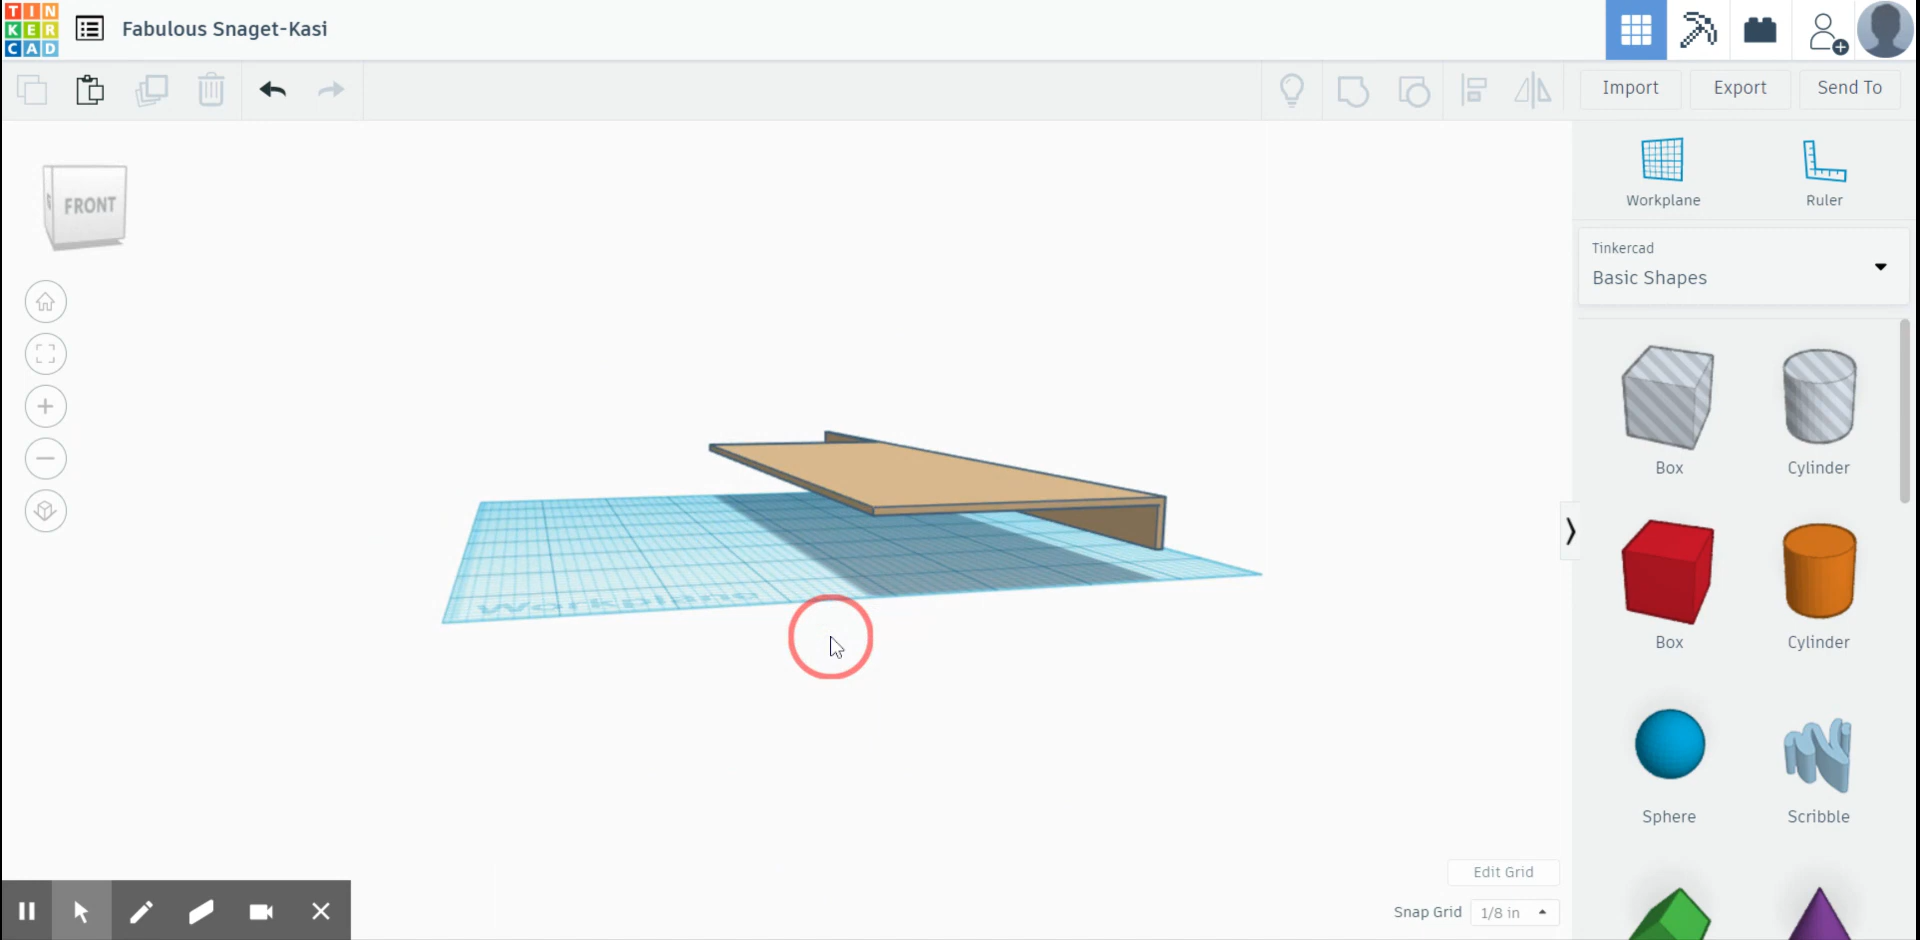 TIN
KER
CAD
Fabulous Snaget-Kasi
Import
Export
Send To
FRONT
Workplane
Ruler
Tinkercad
Basic Shapes
Box
Cylinder
Box
Cylinder
Sphere
Scribble
Workplane
Edit Grid
Snap Grid
1/8 in